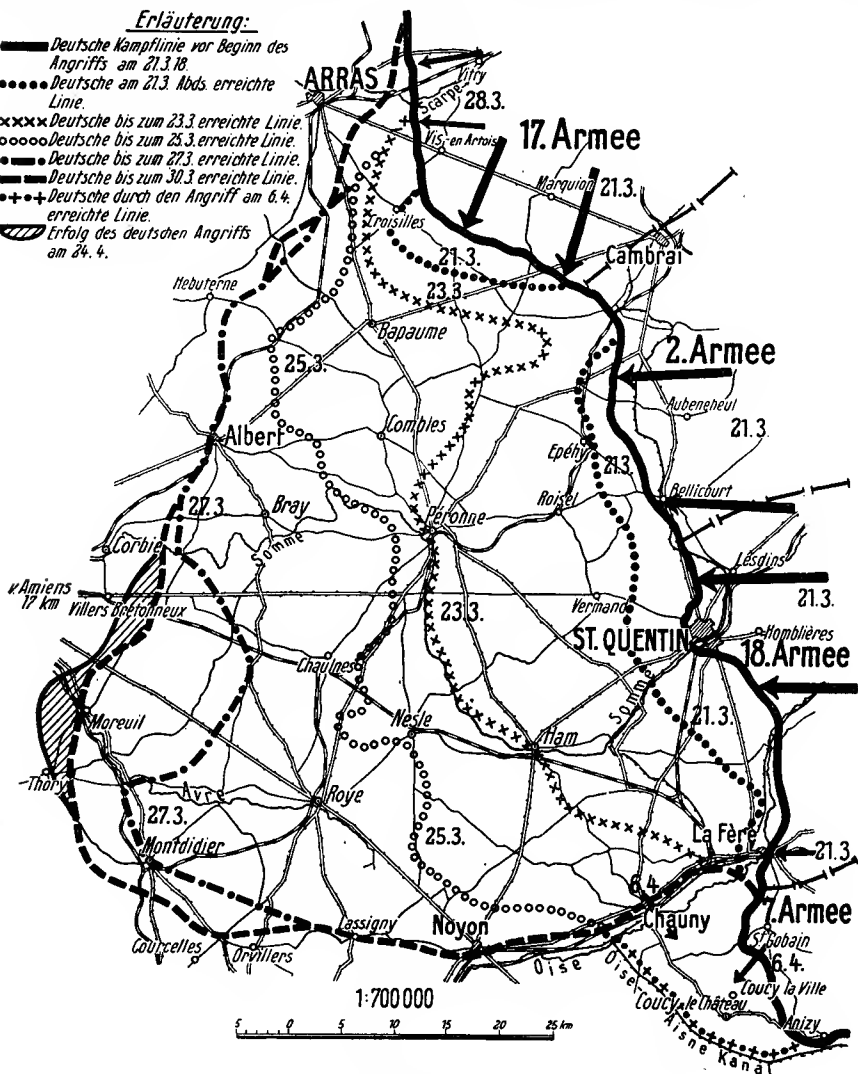 Erläuterung:
Deutsche Kampflinie vor Beginn des
Angriffs am 21.3.18.
Deutsche am 21.3. Abds. erreichte
Linie.
Deutsche bis zum 23.3. erreichte Linie.
Deutsche bis zum 25.3. erreichte Linie.
Deutsche bis zum 27.3. erreichte Linie.
Deutsche bis zum 30.3. erreichte Linie.
Deutsche durch den Angriff am 6.4.
erreichte Linie.
Erfolg des deutschen Angriffs
am 24.4.
ARRAS
Vitry
Scarpe
28.3.
Vis-en Artois
17. Armee
Marquion
21.3.
Croisilles
Cambrai
21.3.
23.3.
Hébuterne
Bapaume
25.3.
2. Armee
Aubencheul
21.3.
Albert
Combles
Epéhy
21.3.
Bellicourt
27.3.
Bray
Somme
Péronne
Roisel
Corbie
Lesdins
v. Amiens
17 km
Villers Bretonneux
23.3.
Vermand
21.3.
ST. QUENTIN
Homblières
Chaulnes
18. Armee
Somme
Moreuil
Nesle
Ham
21.3.
Thory
Avre
Roye
27.3.
25.3.
La Fère
21.3.
Montdidier
6.4.
Chauny
7. Armee
Courcelles
Orvillers
Lassigny
Noyon
Oise
St. Gobain
6.4.
Oise
Coucy la Ville
Coucy le Château
Anizy
Aisne Kanal
1:700000
5 0 5 10 15 20 25 km